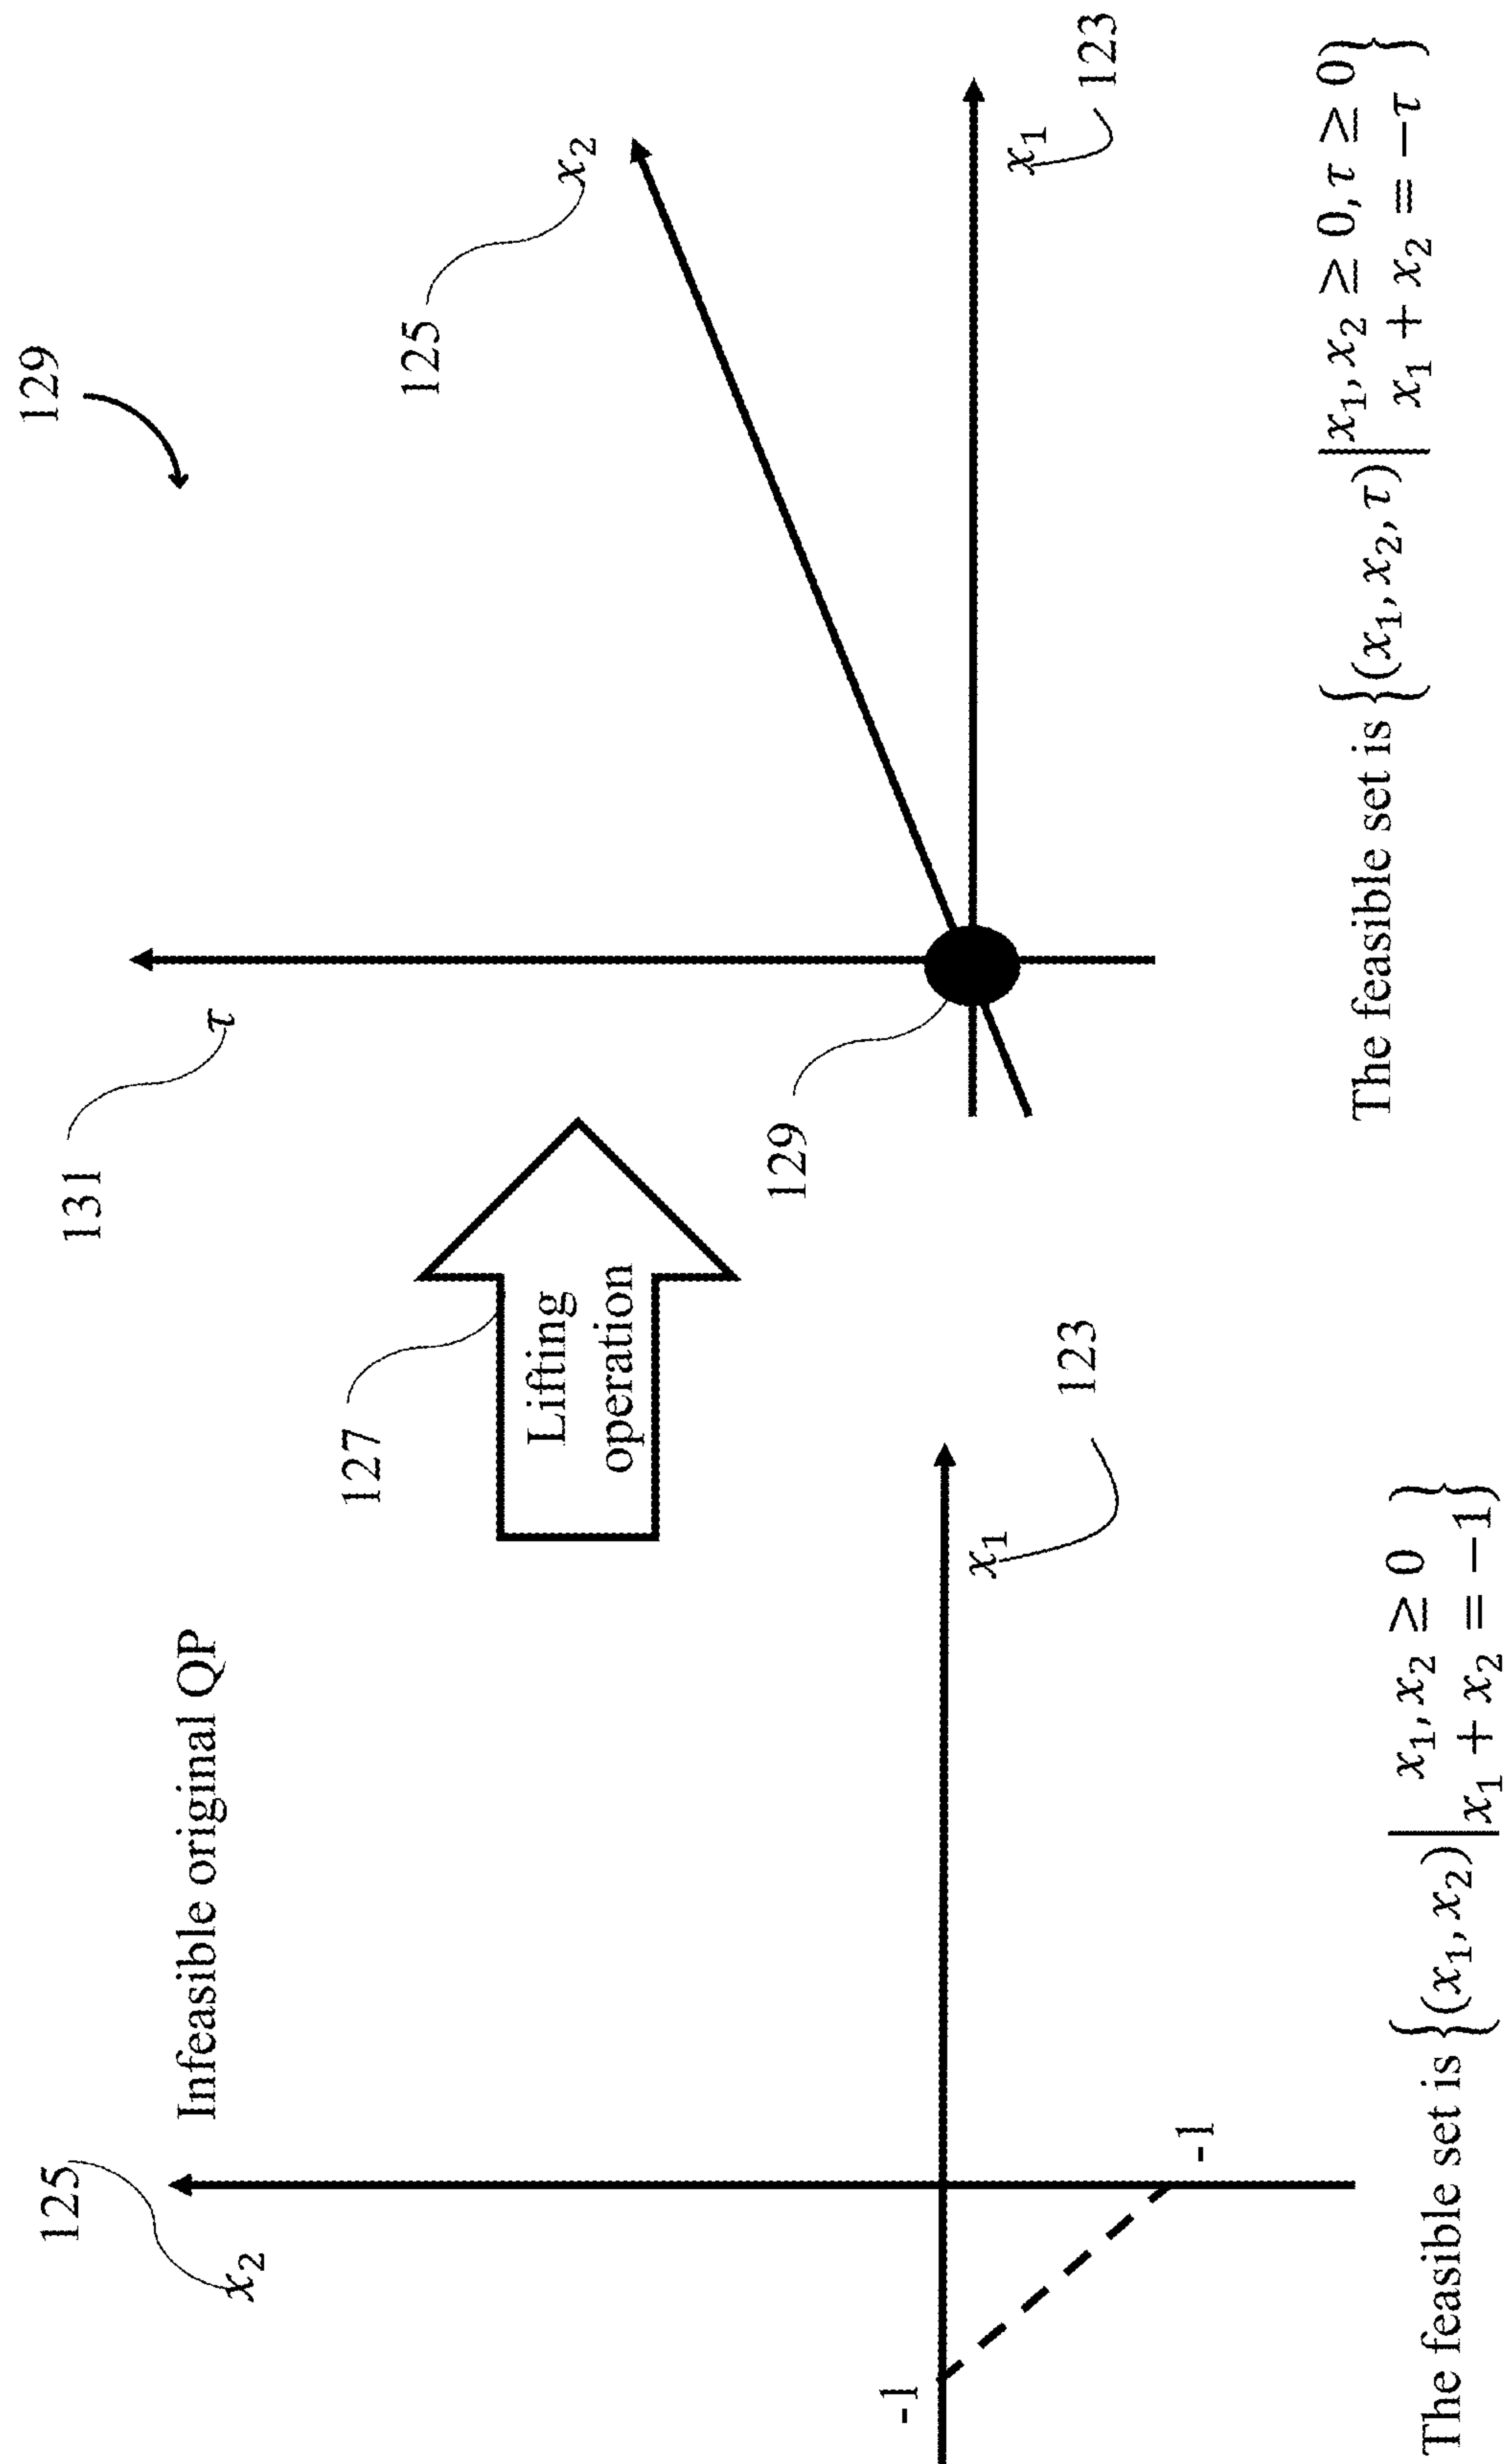 Infeasible original QP
125
x₂
x₁
123
-1
-1
The feasible set is {(x₁, x₂)| x₁, x₂ ≥ 0
x₁ + x₂ = −1}
127
Lifting
operation
129
131
τ
125
x₂
129
x₁
123
The feasible set is {(x₁, x₂, τ)| x₁, x₂ ≥ 0, τ ≥ 0
x₁ + x₂ = −τ}